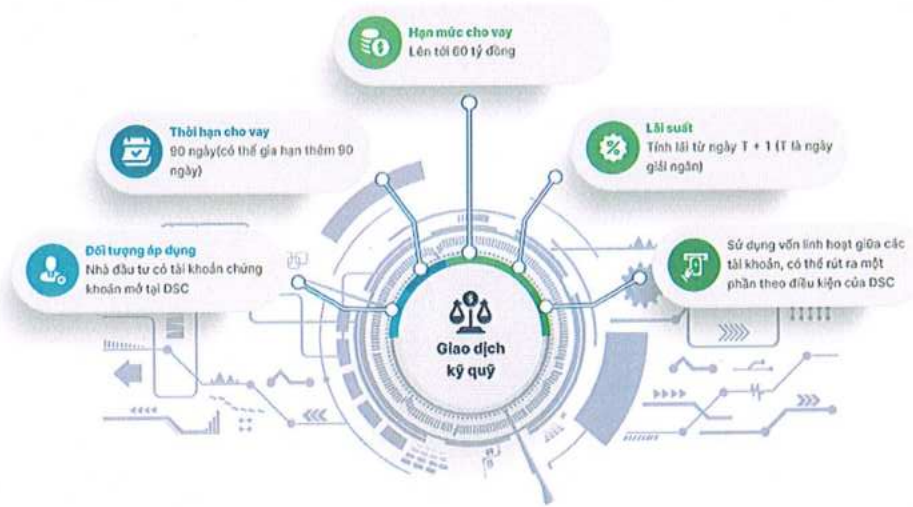 Hạn mức cho vay
Lên tới 60 tỷ đồng
Thời hạn cho vay
90 ngày(có thể gia hạn thêm 90
ngày)
Lãi suất
Tính lãi từ ngày T + 1 (T là ngày
giải ngân)
Đối tượng áp dụng
Nhà đầu tư có tài khoản chứng
khoán mở tại DSC
Sử dụng vốn linh hoạt giữa các
tài khoản, có thể rút ra một
phần theo điều kiện của DSC
Giao dịch
ký quỹ